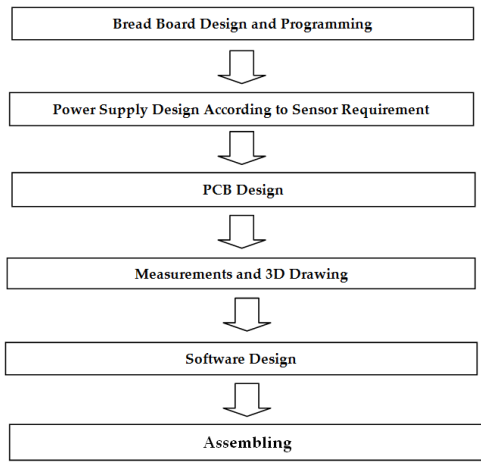 Bread Board Design and Programming
Power Supply Design According to Sensor Requirement
PCB Design
Measurements and 3D Drawing
Software Design
Assembling